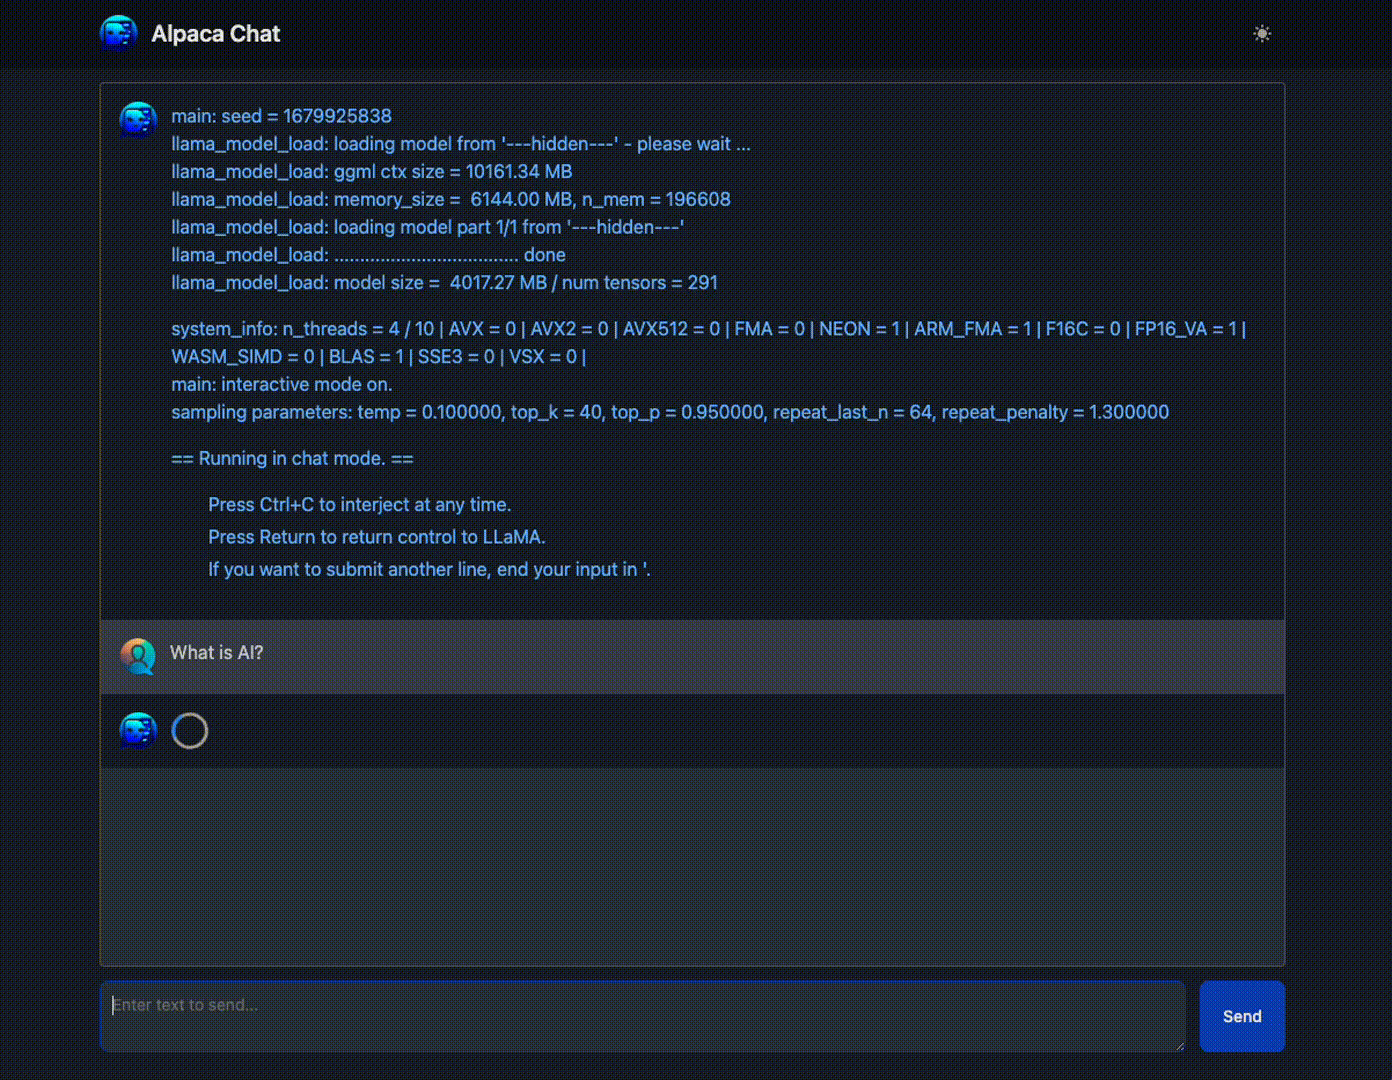 Alpaca Chat
main: seed = 1679925838
llama_model_load: loading model from '---hidden---' - please wait ...
llama_model_load: ggml ctx size = 10161.34 MB
llama_model_load: memory_size =  6144.00 MB, n_mem = 196608
llama_model_load: loading model part 1/1 from '---hidden---'
llama_model_load: .................................... done
llama_model_load: model size =  4017.27 MB / num tensors = 291
system_info: n_threads = 4 / 10 | AVX = 0 | AVX2 = 0 | AVX512 = 0 | FMA = 0 | NEON = 1 | ARM_FMA = 1 | F16C = 0 | FP16_VA = 1 |
WASM_SIMD = 0 | BLAS = 1 | SSE3 = 0 | VSX = 0 |
main: interactive mode on.
sampling parameters: temp = 0.100000, top_k = 40, top_p = 0.950000, repeat_last_n = 64, repeat_penalty = 1.300000
== Running in chat mode. ==
Press Ctrl+C to interject at any time.
Press Return to return control to LLaMA.
If you want to submit another line, end your input in '.
What is AI?
Enter text to send...
Send